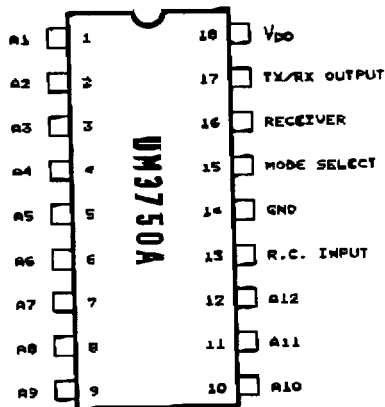 A1 1 18 VDD
A2 2 17 TX/RX OUTPUT
A3 3 16 RECEIVER
A4 4 15 MODE SELECT
A5 5 14 GND
A6 6 13 R.C. INPUT
A7 7 12 A12
A8 8 11 A11
A9 9 10 A10
UM3750A